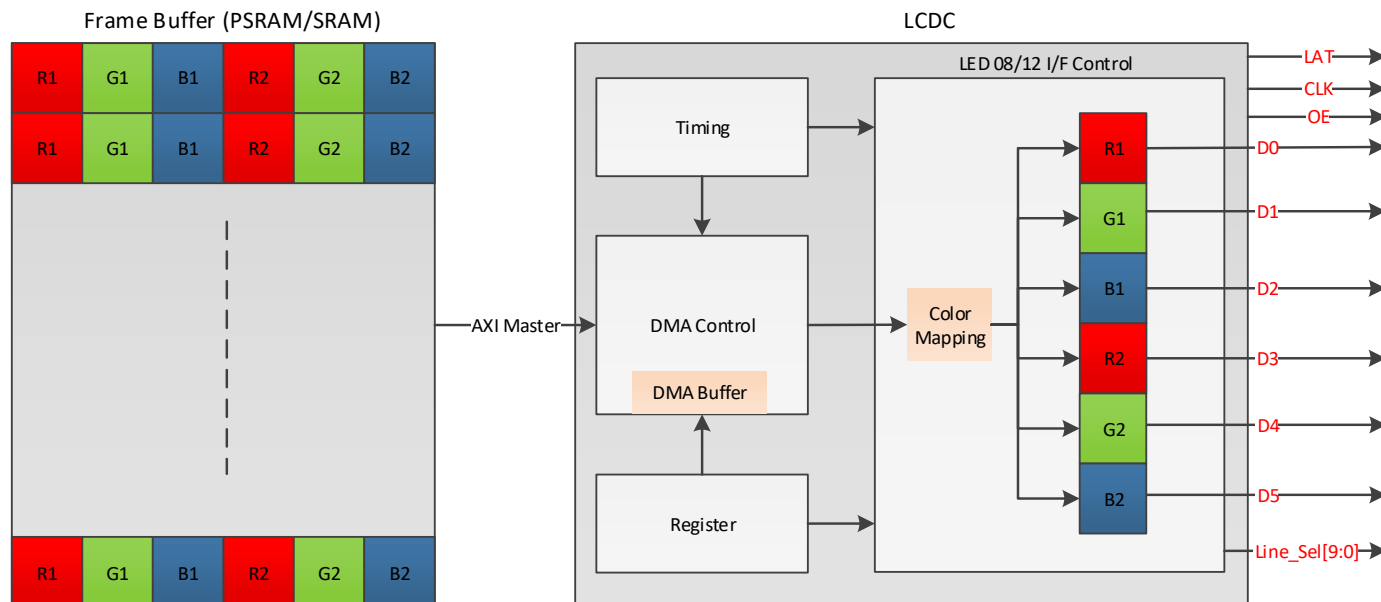 Frame Buffer (PSRAM/SRAM)
R1 G1 B1 R2 G2 B2
R1 G1 B1 R2 G2 B2
R1 G1 B1 R2 G2 B2
AXI Master
LCDC
Timing
DMA Control
DMA Buffer
Register
LED 08/12 I/F Control
Color
Mapping
R1
G1
B1
R2
G2
B2
LAT
CLK
OE
D0
D1
D2
D3
D4
D5
Line_Sel[9:0]